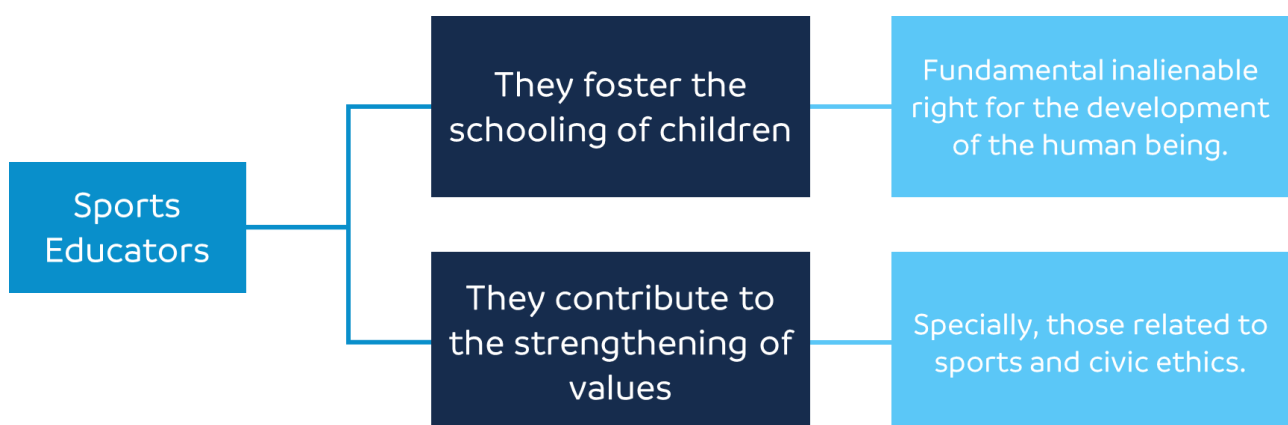 Sports
Educators
They foster the
schooling of children
Fundamental inalienable
right for the development
of the human being.
They contribute to
the strengthening of
values
Specially, those related to
sports and civic ethics.